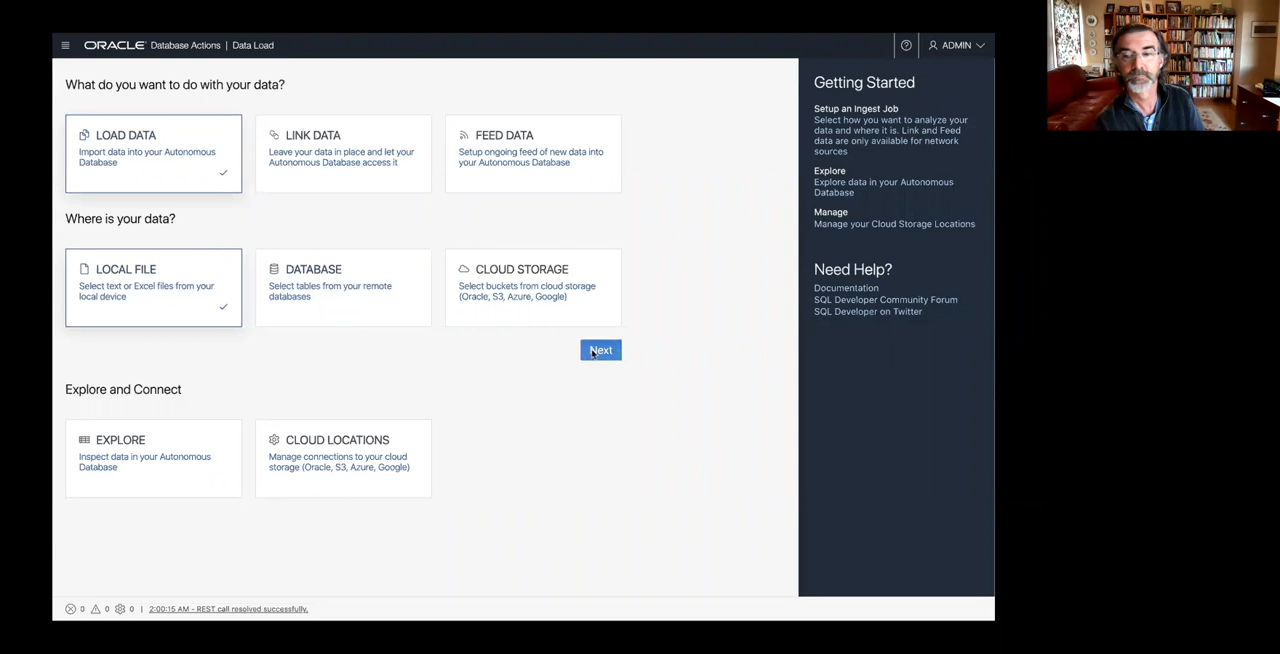 ORACLE Database Actions | Data Load
ADMIN
What do you want to do with your data?
LOAD DATA
Import data into your Autonomous
Database
LINK DATA
Leave your data in place and let your
Autonomous Database access it
FEED DATA
Setup ongoing feed of new data into
your Autonomous Database
Where is your data?
LOCAL FILE
Select text or Excel files from your
local device
DATABASE
Select tables from your remote
databases
CLOUD STORAGE
Select buckets from cloud storage
(Oracle, S3, Azure, Google)
Next
Explore and Connect
EXPLORE
Inspect data in your Autonomous
Database
CLOUD LOCATIONS
Manage connections to your cloud
storage (Oracle, S3, Azure, Google)
Getting Started
Setup an Ingest Job
Select how you want to analyze your
data and where it is. Link and Feed
data are only available for network
sources
Explore
Explore data in your Autonomous
Database
Manage
Manage your Cloud Storage Locations
Need Help?
Documentation
SQL Developer Community Forum
SQL Developer on Twitter
0 0 0 | 2:00:15 AM - REST call resolved successfully.